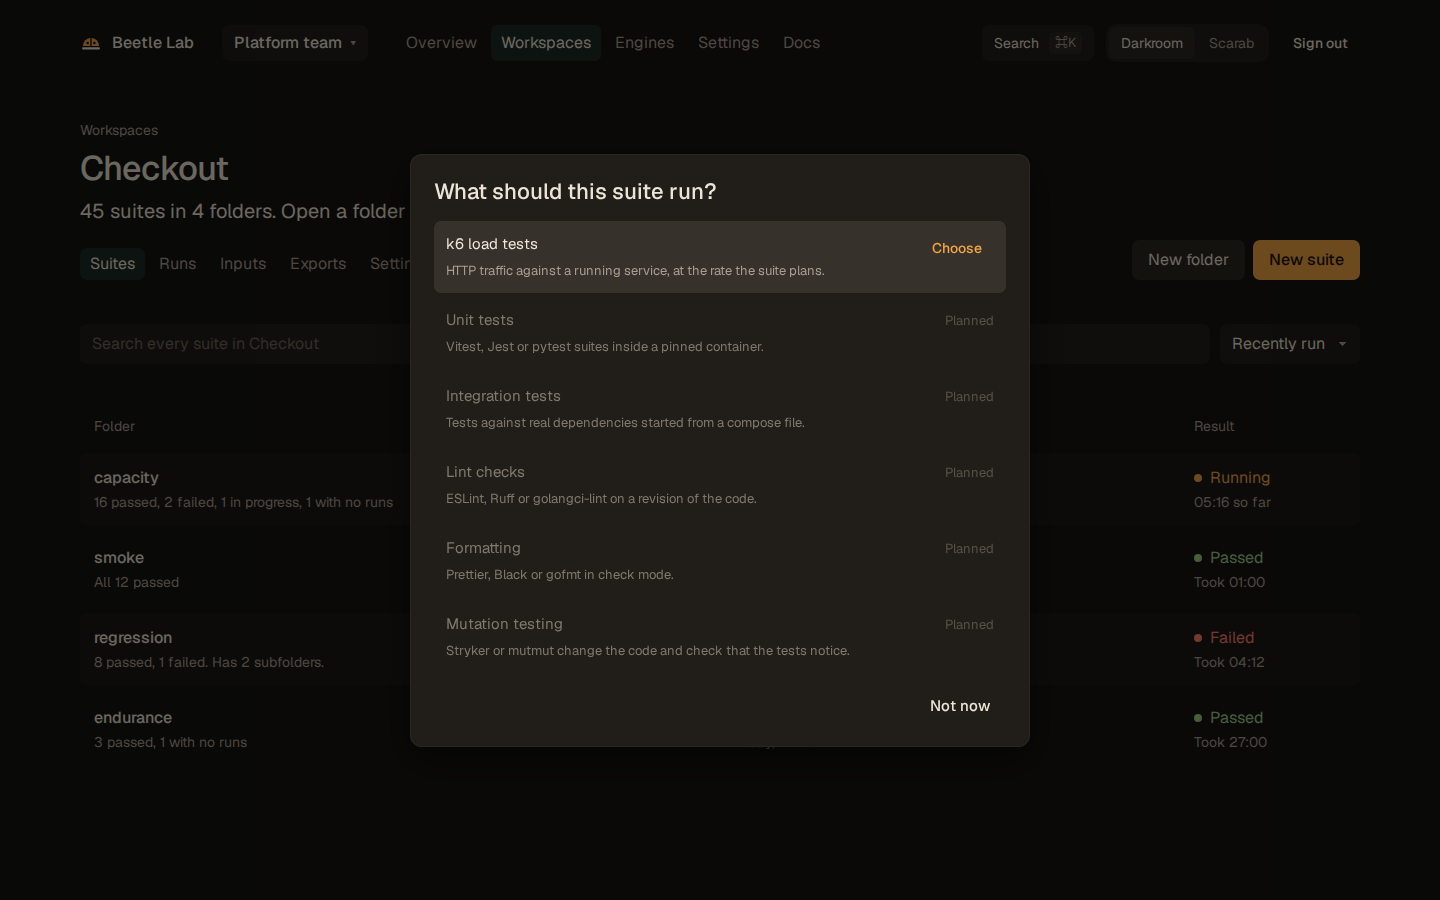 Beetle Lab
Platform team
Overview
Workspaces
Engines
Settings
Docs
Search ⌘K
Darkroom
Scarab
Sign out
Workspaces
Checkout
45 suites in 4 folders. Open a folder
Suites
Runs
Inputs
Exports
New folder
New suite
Search every suite in Checkout
Recently run
Folder
Result
capacity
16 passed, 2 failed, 1 in progress, 1 with no runs
Running
05:16 so far
smoke
All 12 passed
Passed
Took 01:00
regression
8 passed, 1 failed. Has 2 subfolders.
Failed
Took 04:12
endurance
3 passed, 1 with no runs
Passed
Took 27:00
What should this suite run?
k6 load tests
Choose
HTTP traffic against a running service, at the rate the suite plans.
Unit tests
Planned
Vitest, Jest or pytest suites inside a pinned container.
Integration tests
Planned
Tests against real dependencies started from a compose file.
Lint checks
Planned
ESLint, Ruff or golangci-lint on a revision of the code.
Formatting
Planned
Prettier, Black or gofmt in check mode.
Mutation testing
Planned
Stryker or mutmut change the code and check that the tests notice.
Not now